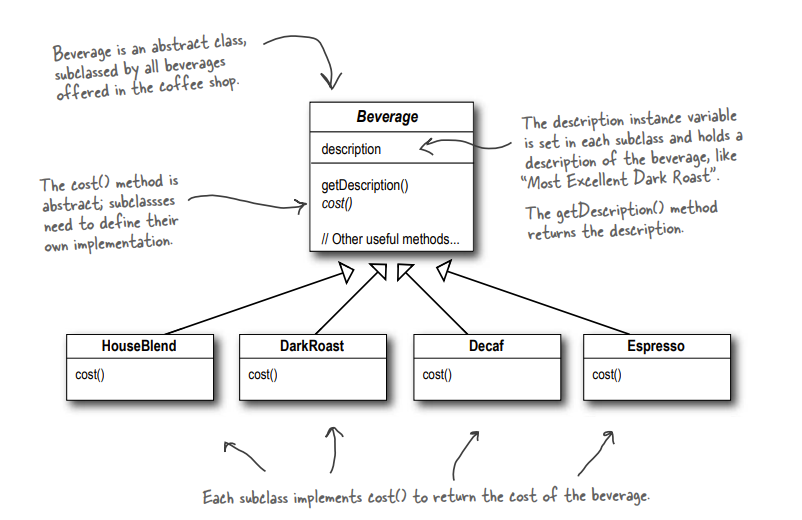 Beverage is an abstract class,
subclassed by all beverages
offered in the coffee shop.
Beverage
description
getDescription()
cost()
// Other useful methods...
The description instance variable
is set in each subclass and holds a
description of the beverage, like
“Most Excellent Dark Roast”.
The getDescription() method
returns the description.
The cost() method is
abstract; subclassses
need to define their
own implementation.
HouseBlend
cost()
DarkRoast
cost()
Decaf
cost()
Espresso
cost()
Each subclass implements cost() to return the cost of the beverage.